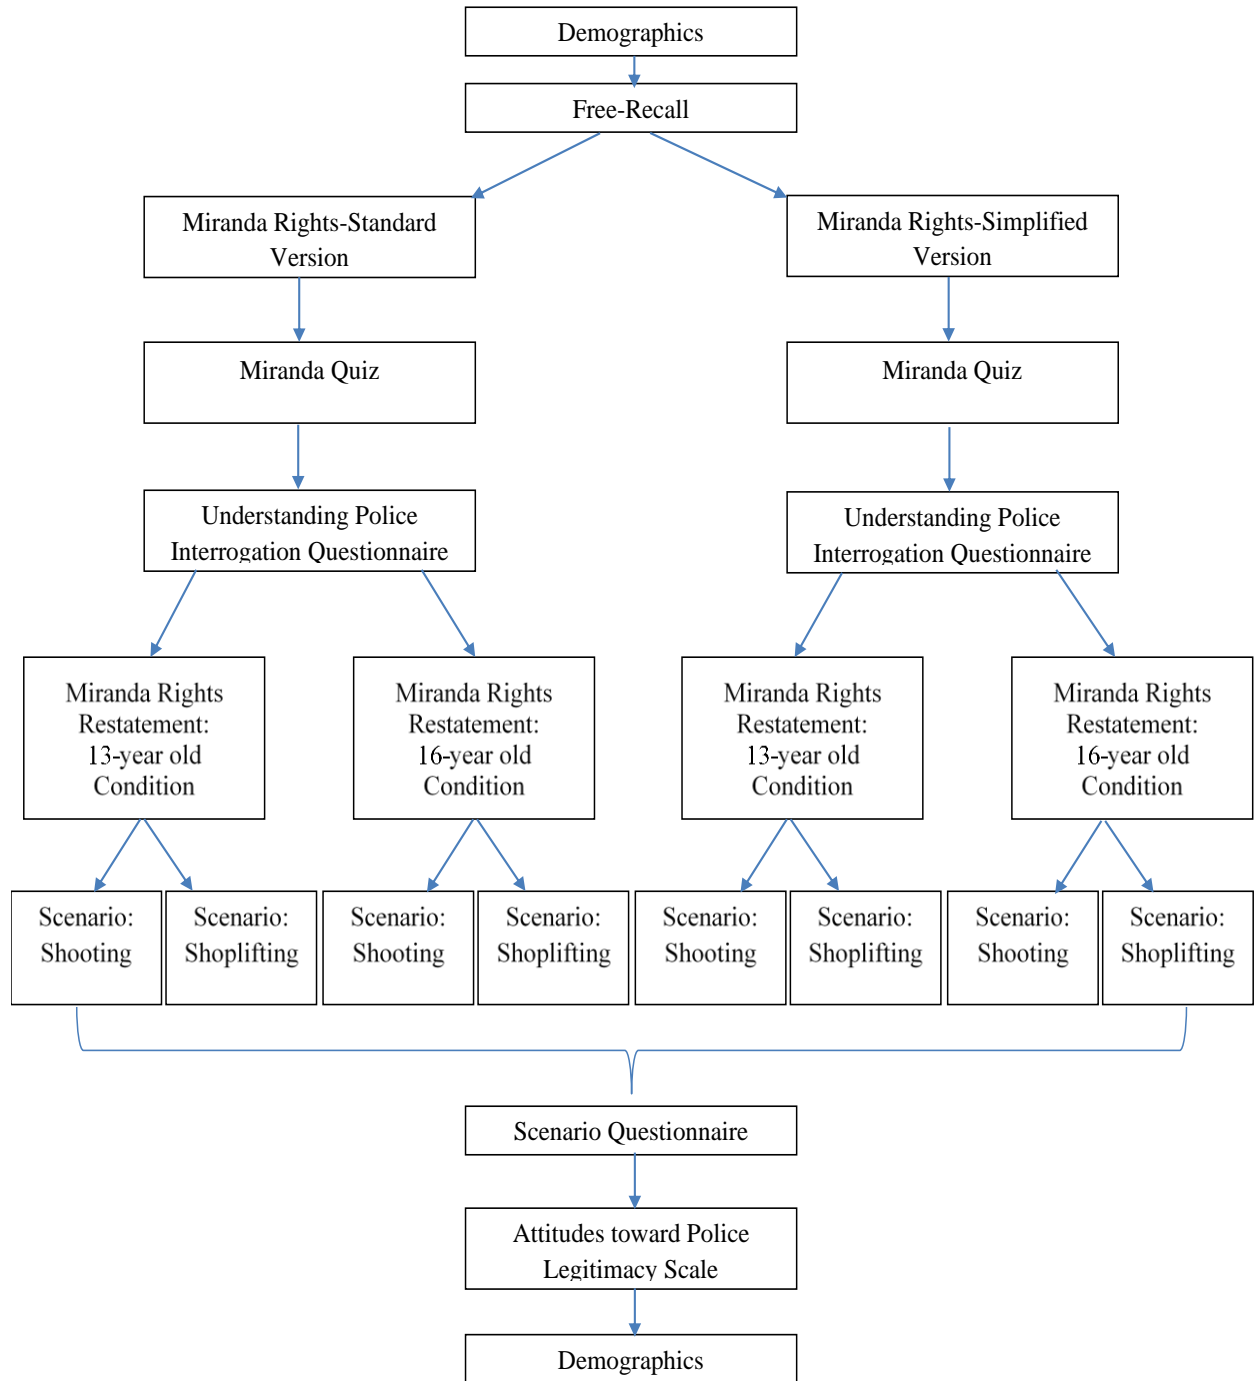 Demographics
Free-Recall
Miranda Rights-Standard
Version
Miranda Rights-Simplified
Version
Miranda Quiz
Miranda Quiz
Understanding Police
Interrogation Questionnaire
Understanding Police
Interrogation Questionnaire
Miranda Rights
Restatement:
13-year old
Condition
Miranda Rights
Restatement:
16-year old
Condition
Miranda Rights
Restatement:
13-year old
Condition
Miranda Rights
Restatement:
16-year old
Condition
Scenario:
Shooting
Scenario:
Shoplifting
Scenario:
Shooting
Scenario:
Shoplifting
Scenario:
Shooting
Scenario:
Shoplifting
Scenario:
Shooting
Scenario:
Shoplifting
Scenario Questionnaire
Attitudes toward Police
Legitimacy Scale
Demographics